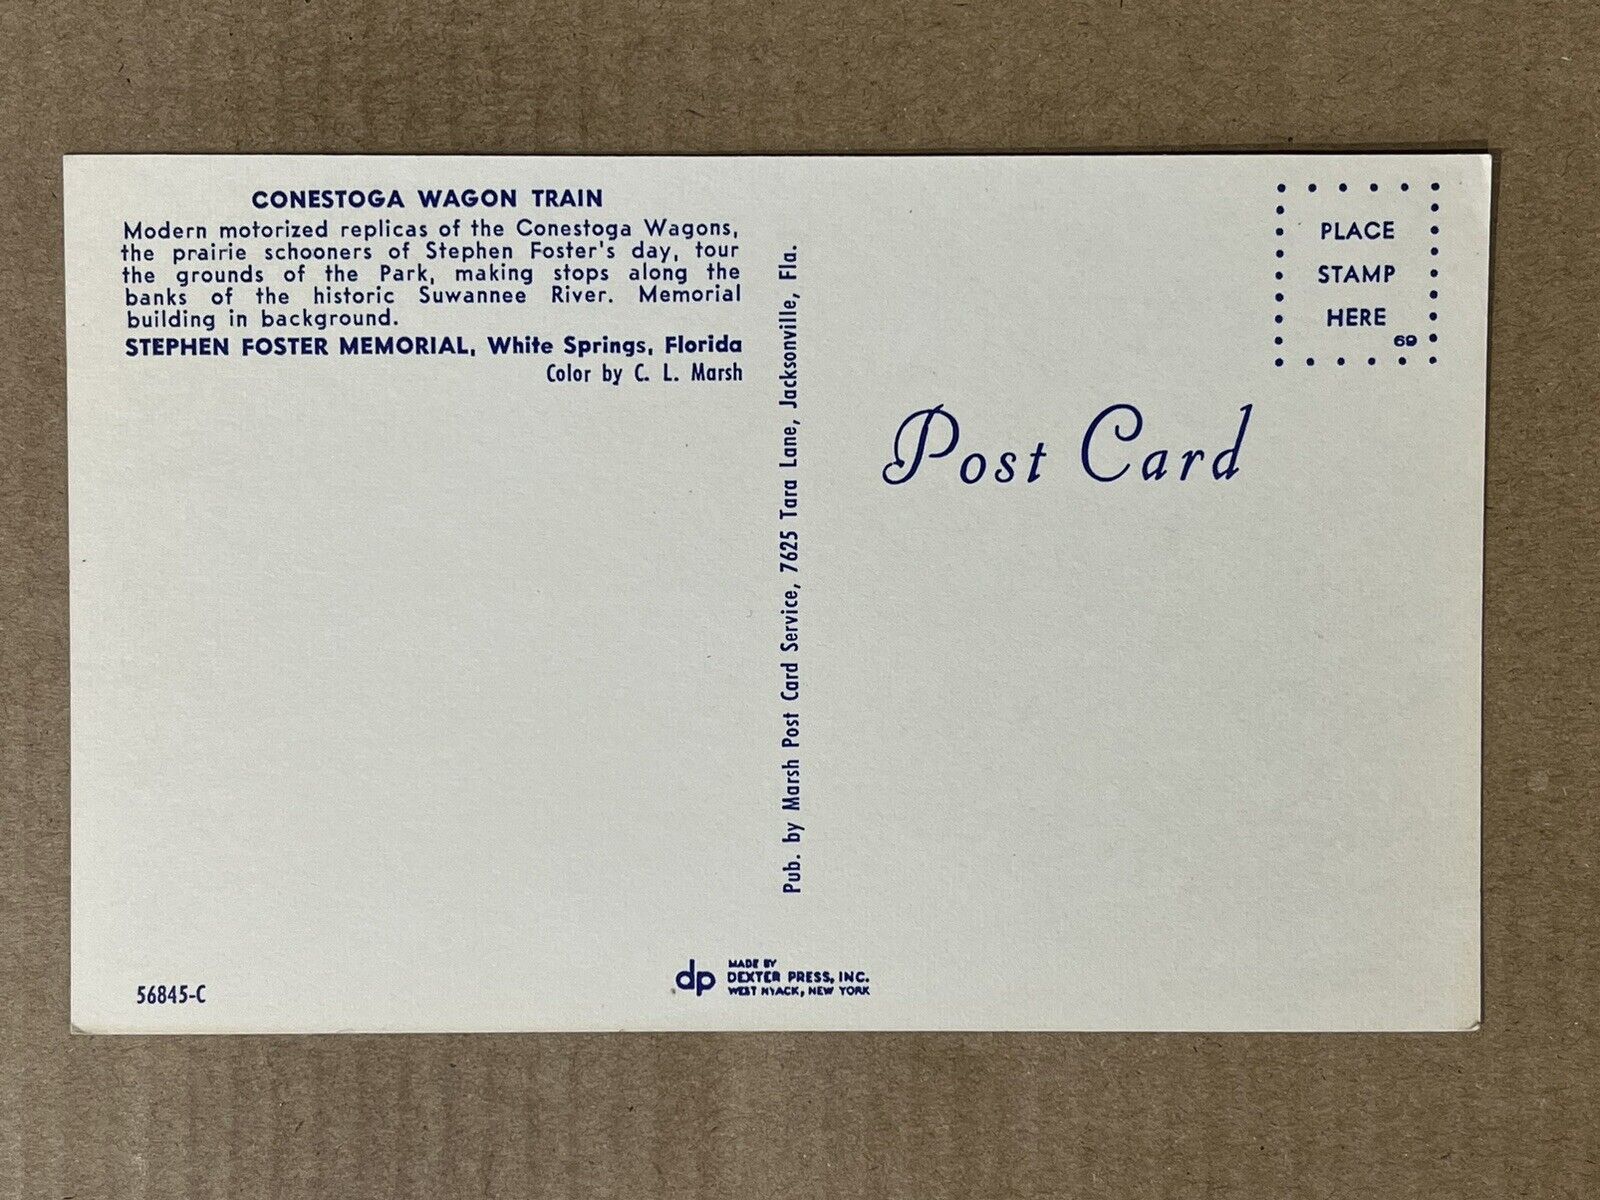 CONESTOGA WAGON TRAIN
Modern motorized replicas of the Conestoga Wagons,
the prairie schooners of Stephen Foster's day, tour
the grounds of the Park, making stops along the
banks of the historic Suwannee River. Memorial
building in background.
STEPHEN FOSTER MEMORIAL, White Springs, Florida
Color by C. L. Marsh
56845-C
Pub. by Marsh Post Card Service, 7625 Tara Lane, Jacksonville, Fla.
dp
MADE BY
DEXTER PRESS, INC.
WEST NYACK, NEW YORK
PLACE
STAMP
HERE
69
Post Card